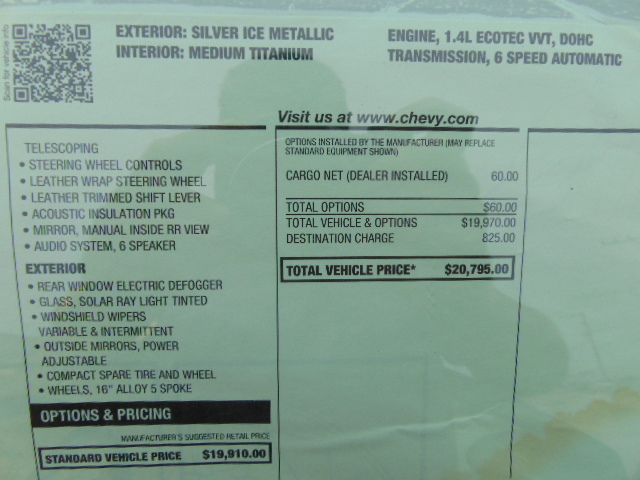 Scan for vehicle info
EXTERIOR: SILVER ICE METALLIC
INTERIOR: MEDIUM TITANIUM
ENGINE, 1.4L ECOTEC VVT, DOHC
TRANSMISSION, 6 SPEED AUTOMATIC
Visit us at www.chevy.com
TELESCOPING
• STEERING WHEEL CONTROLS
• LEATHER WRAP STEERING WHEEL
• LEATHER TRIMMED SHIFT LEVER
• ACOUSTIC INSULATION PKG
• MIRROR, MANUAL INSIDE RR VIEW
• AUDIO SYSTEM, 6 SPEAKER
EXTERIOR
• REAR WINDOW ELECTRIC DEFOGGER
• GLASS, SOLAR RAY LIGHT TINTED
• WINDSHIELD WIPERS
VARIABLE & INTERMITTENT
• OUTSIDE MIRRORS, POWER
ADJUSTABLE
• COMPACT SPARE TIRE AND WHEEL
• WHEELS, 16" ALLOY 5 SPOKE
OPTIONS & PRICING
MANUFACTURER'S SUGGESTED RETAIL PRICE
STANDARD VEHICLE PRICE $19,910.00
OPTIONS INSTALLED BY THE MANUFACTURER (MAY REPLACE
STANDARD EQUIPMENT SHOWN)
CARGO NET (DEALER INSTALLED) 60.00
TOTAL OPTIONS $60.00
TOTAL VEHICLE & OPTIONS $19,970.00
DESTINATION CHARGE 825.00
TOTAL VEHICLE PRICE* $20,795.00